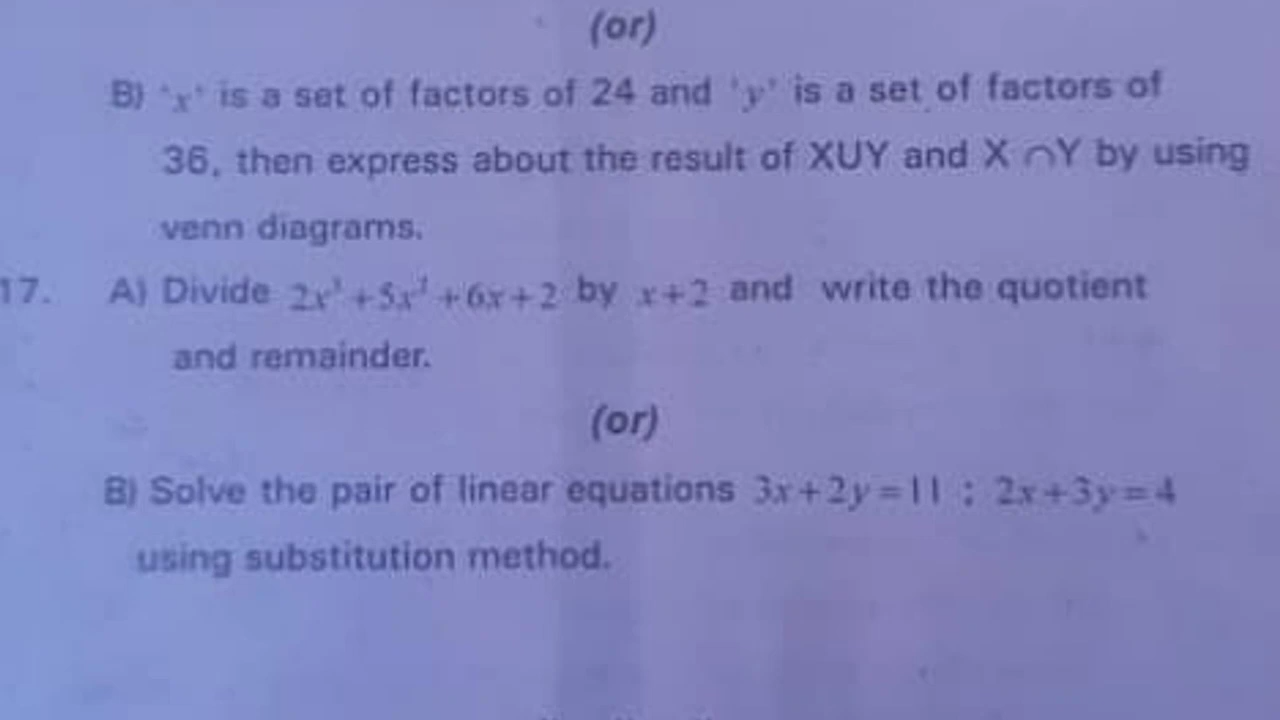 (or)
B) 'x' is a set of factors of 24 and 'y' is a set of factors of
36, then express about the result of XUY and X ∩Y by using
venn diagrams.
17. A) Divide 2x³+5x²+6x+2 by x+2 and write the quotient
and remainder.
(or)
B) Solve the pair of linear equations 3x+2y=11 ; 2x+3y=4
using substitution method.